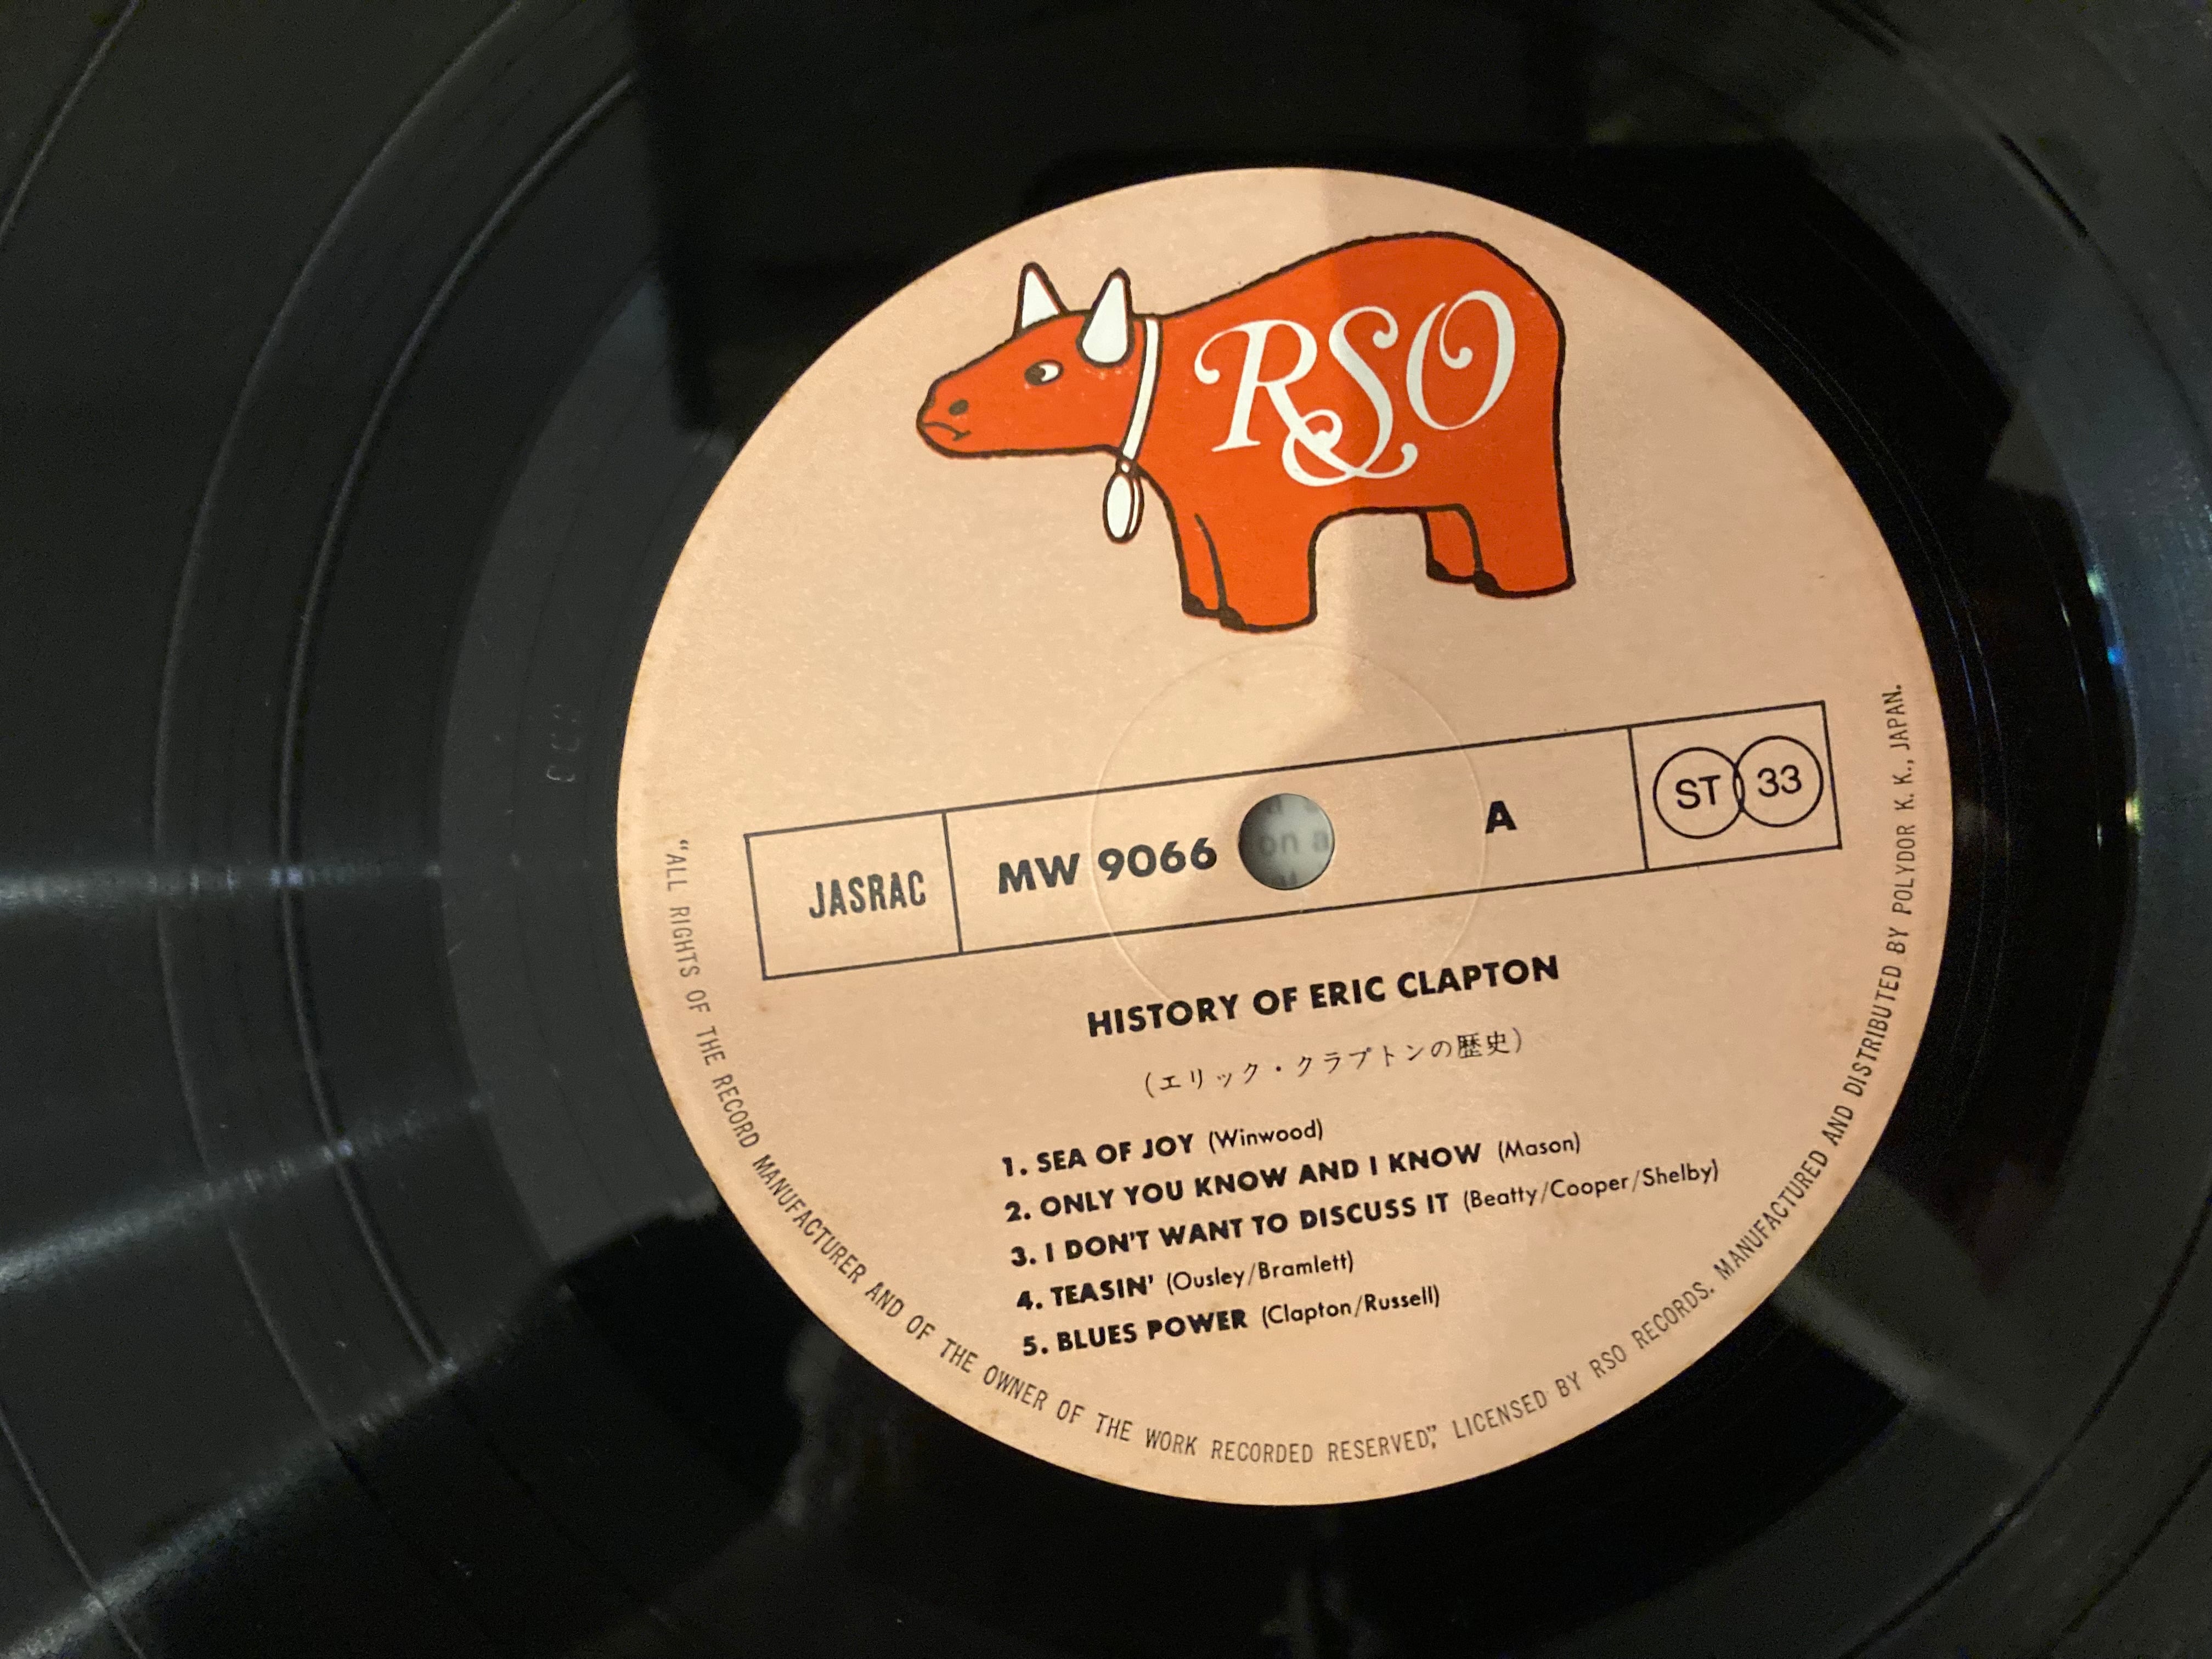 RSO
JASRAC MW 9066 A ST 33
HISTORY OF ERIC CLAPTON
(エリック・クラプトンの歴史)
1. SEA OF JOY (Winwood)
2. ONLY YOU KNOW AND I KNOW (Mason)
3. I DON'T WANT TO DISCUSS IT (Beatty/Cooper/Shelby)
4. TEASIN' (Ousley/Bramlett)
5. BLUES POWER (Clapton/Russell)
"ALL RIGHTS OF THE RECORD MANUFACTURER AND OF THE OWNER OF THE WORK RECORDED RESERVED", LICENSED BY RSO RECORDS. MANUFACTURED AND DISTRIBUTED BY POLYDOR K. K., JAPAN.